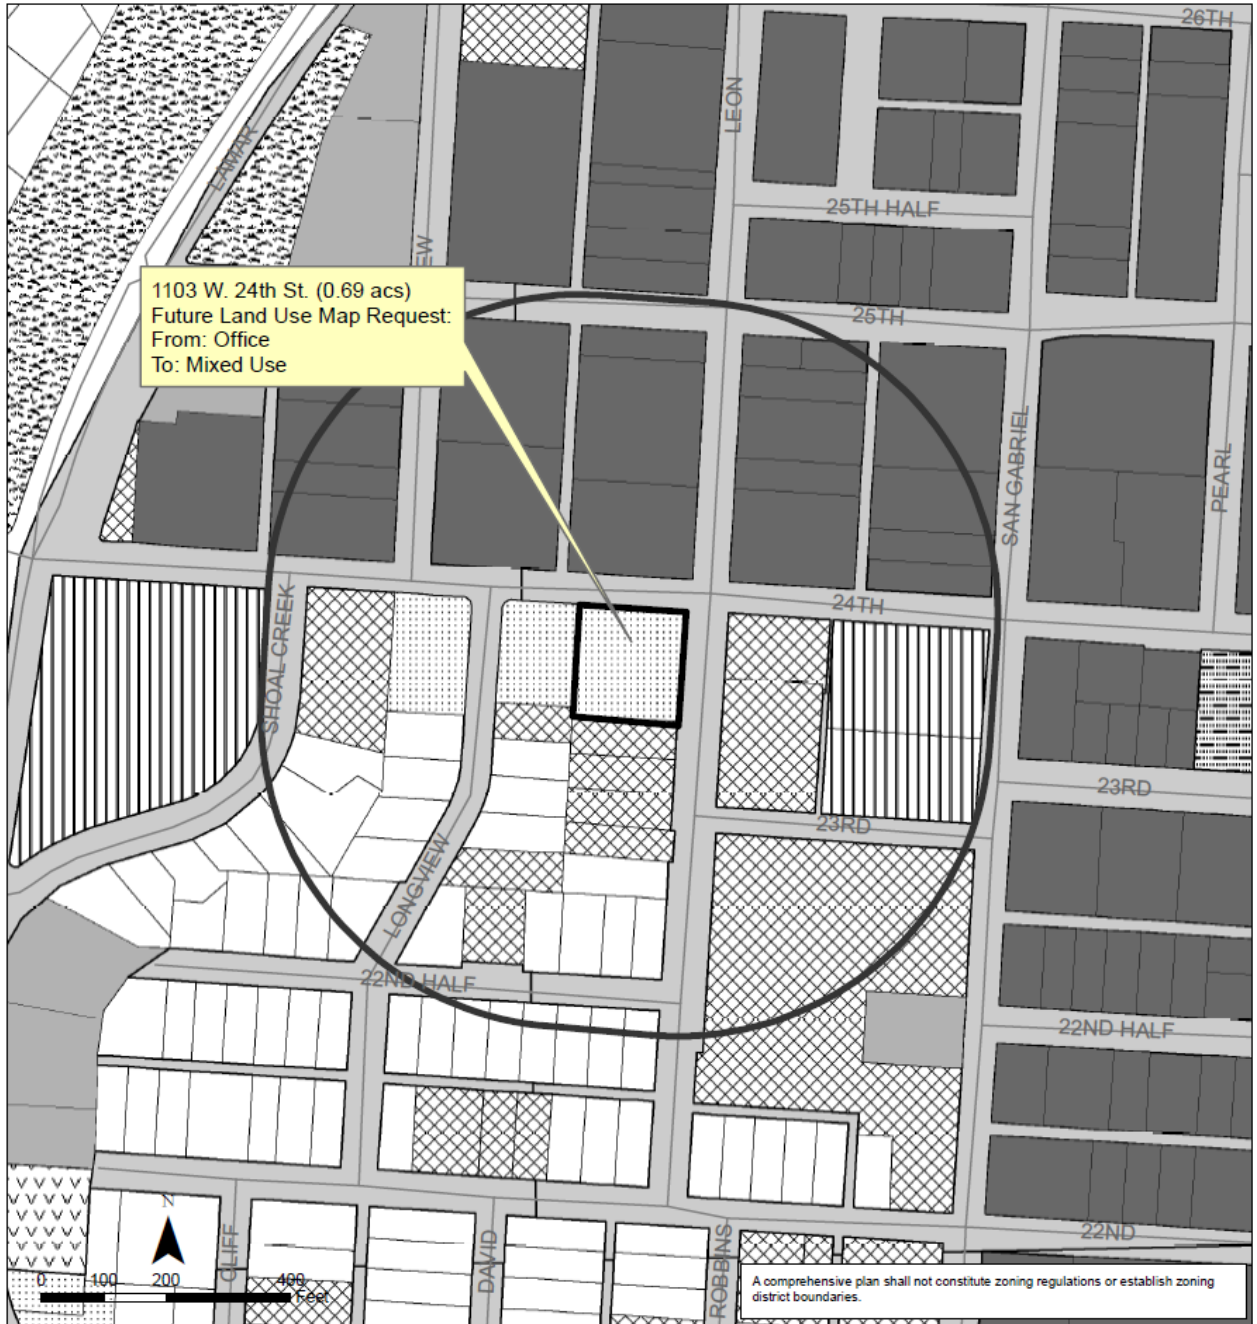 26TH
LEON
LAMAR
25TH HALF
EW
1103 W. 24th St. (0.69 acs)
Future Land Use Map Request:
From: Office
To: Mixed Use
25TH
SAN GABRIEL
PEARL
24TH
SHOAL CREEK
23RD
23RD
LONGVIEW
22ND HALF
22ND HALF
N
22ND
CLIFF
DAVID
ROBBINS
0 100 200 400
Feet
A comprehensive plan shall not constitute zoning regulations or establish zoning
district boundaries.